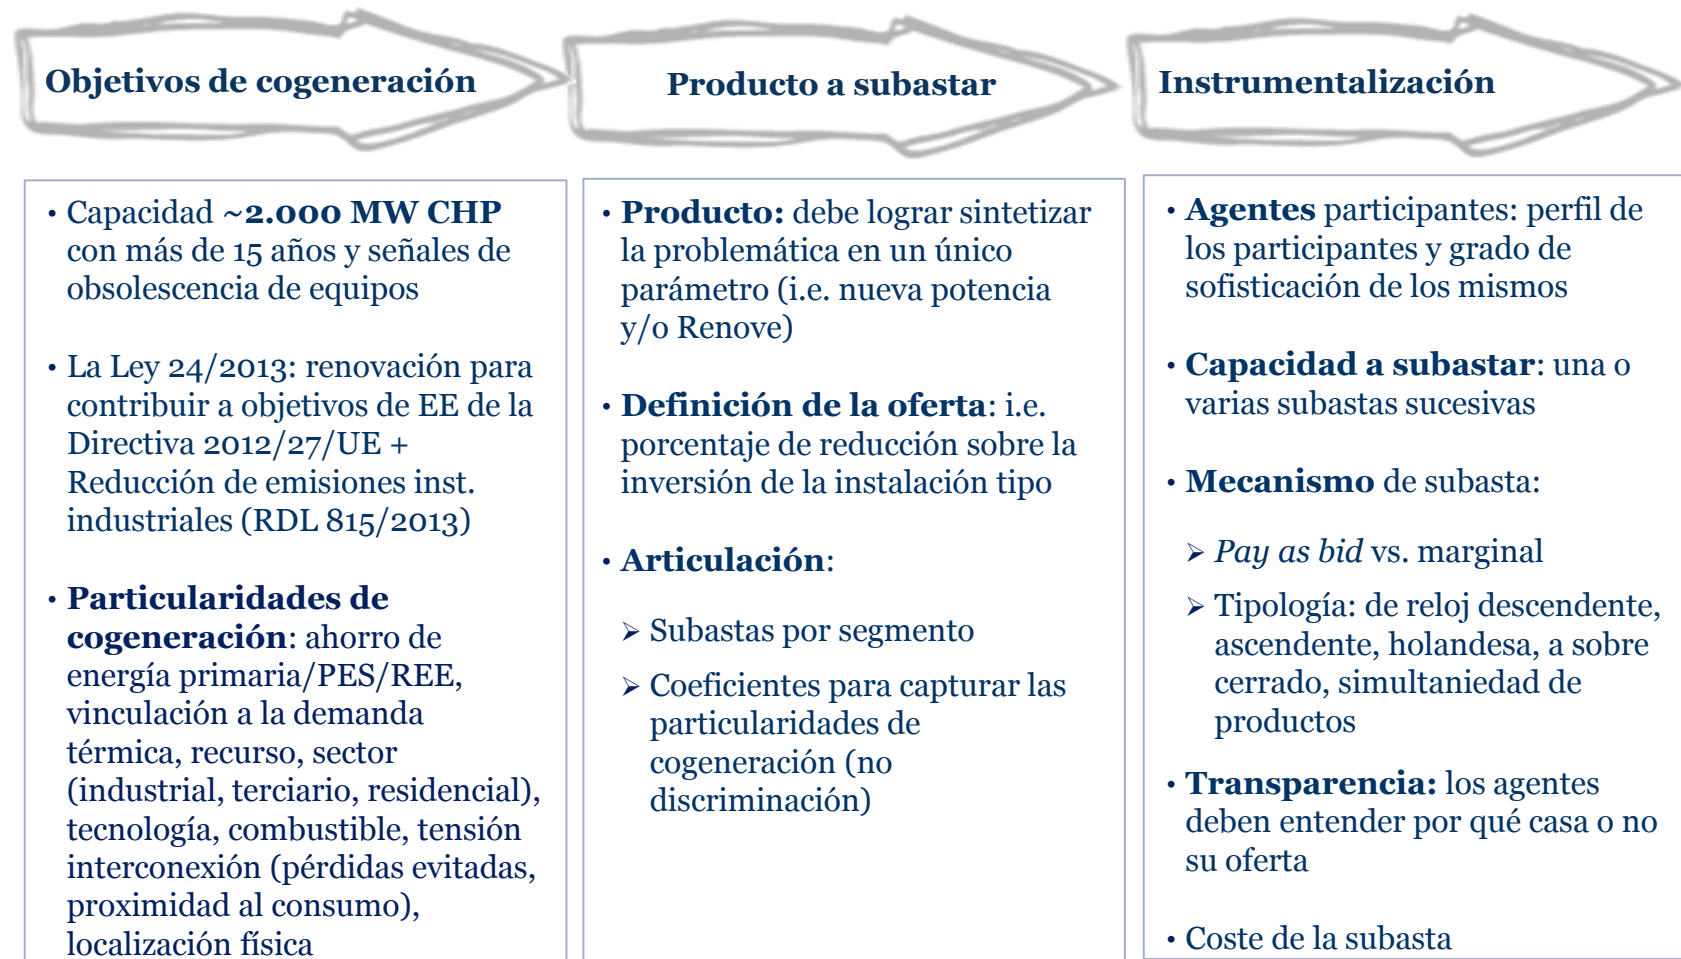 Objetivos de cogeneración
Producto a subastar
Instrumentalización
• Capacidad ~2.000 MW CHP
con más de 15 años y señales de
obsolescencia de equipos
• La Ley 24/2013: renovación para
contribuir a objetivos de EE de la
Directiva 2012/27/UE +
Reducción de emisiones inst.
industriales (RDL 815/2013)
• Particularidades de
cogeneración: ahorro de
energía primaria/PES/REE,
vinculación a la demanda
térmica, recurso, sector
(industrial, terciario, residencial),
tecnología, combustible, tensión
interconexión (pérdidas evitadas,
proximidad al consumo),
localización física
• Producto: debe lograr sintetizar
la problemática en un único
parámetro (i.e. nueva potencia
y/o Renove)
• Definición de la oferta: i.e.
porcentaje de reducción sobre la
inversión de la instalación tipo
• Articulación:
➢ Subastas por segmento
➢ Coeficientes para capturar las
particularidades de
cogeneración (no
discriminación)
• Agentes participantes: perfil de
los participantes y grado de
sofisticación de los mismos
• Capacidad a subastar: una o
varias subastas sucesivas
• Mecanismo de subasta:
➢ Pay as bid vs. marginal
➢ Tipología: de reloj descendente,
ascendente, holandesa, a sobre
cerrado, simultaniedad de
productos
• Transparencia: los agentes
deben entender por qué casa o no
su oferta
• Coste de la subasta